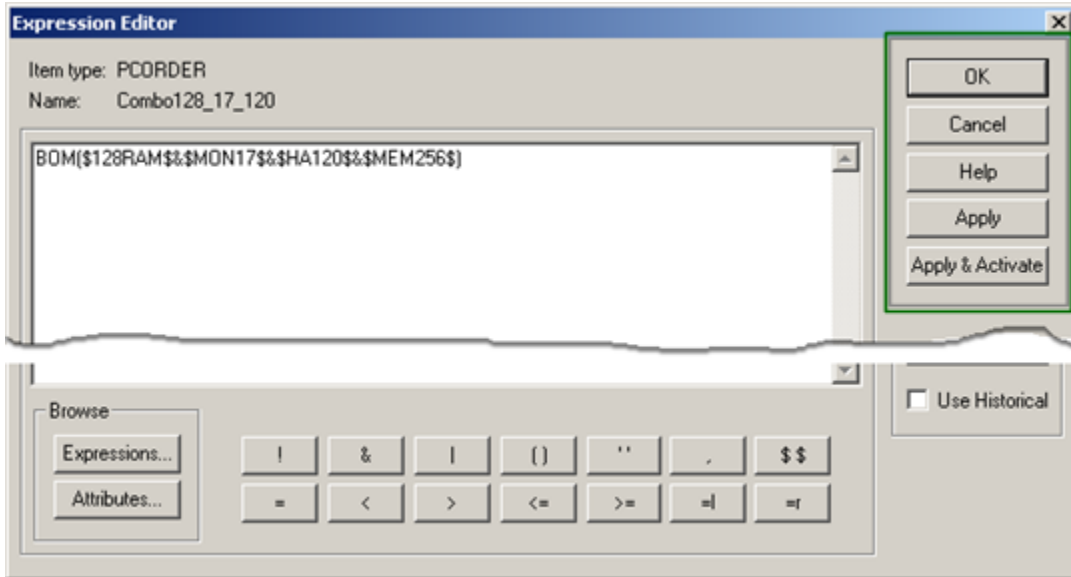 Expression Editor
Item type: PCORDER
Name: Combo128_17_120
BOM($128RAM$&$MON17$&$HA120$&$MEM256$)
OK
Cancel
Help
Apply
Apply & Activate
Use Historical
Browse
Expressions...
Attributes...
! & | () '' , $$
= < > <= >= =l =r